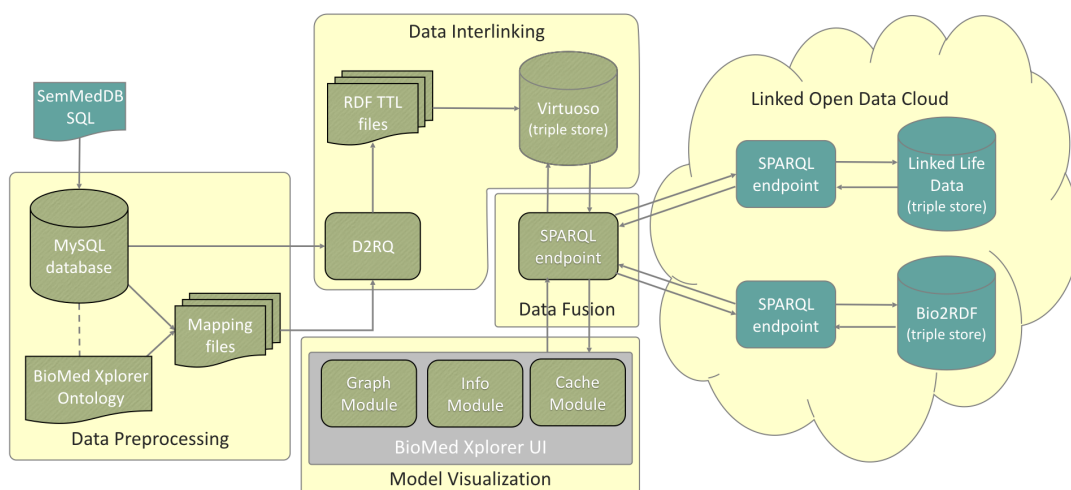 Data Interlinking
SemMedDB
SQL
RDF TTL
files
Virtuoso
(triple store)
Linked Open Data Cloud
SPARQL
endpoint
Linked Life
Data
(triple store)
MySQL
database
D2RQ
SPARQL
endpoint
Data Fusion
SPARQL
endpoint
Bio2RDF
(triple store)
Mapping
files
BioMed Xplorer
Ontology
Data Preprocessing
Graph
Module
Info
Module
Cache
Module
BioMed Xplorer UI
Model Visualization